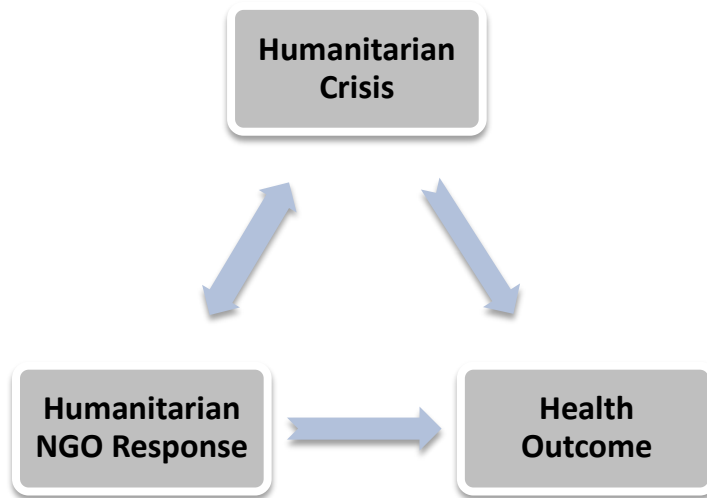 Humanitarian
Crisis
Humanitarian
NGO Response
Health
Outcome